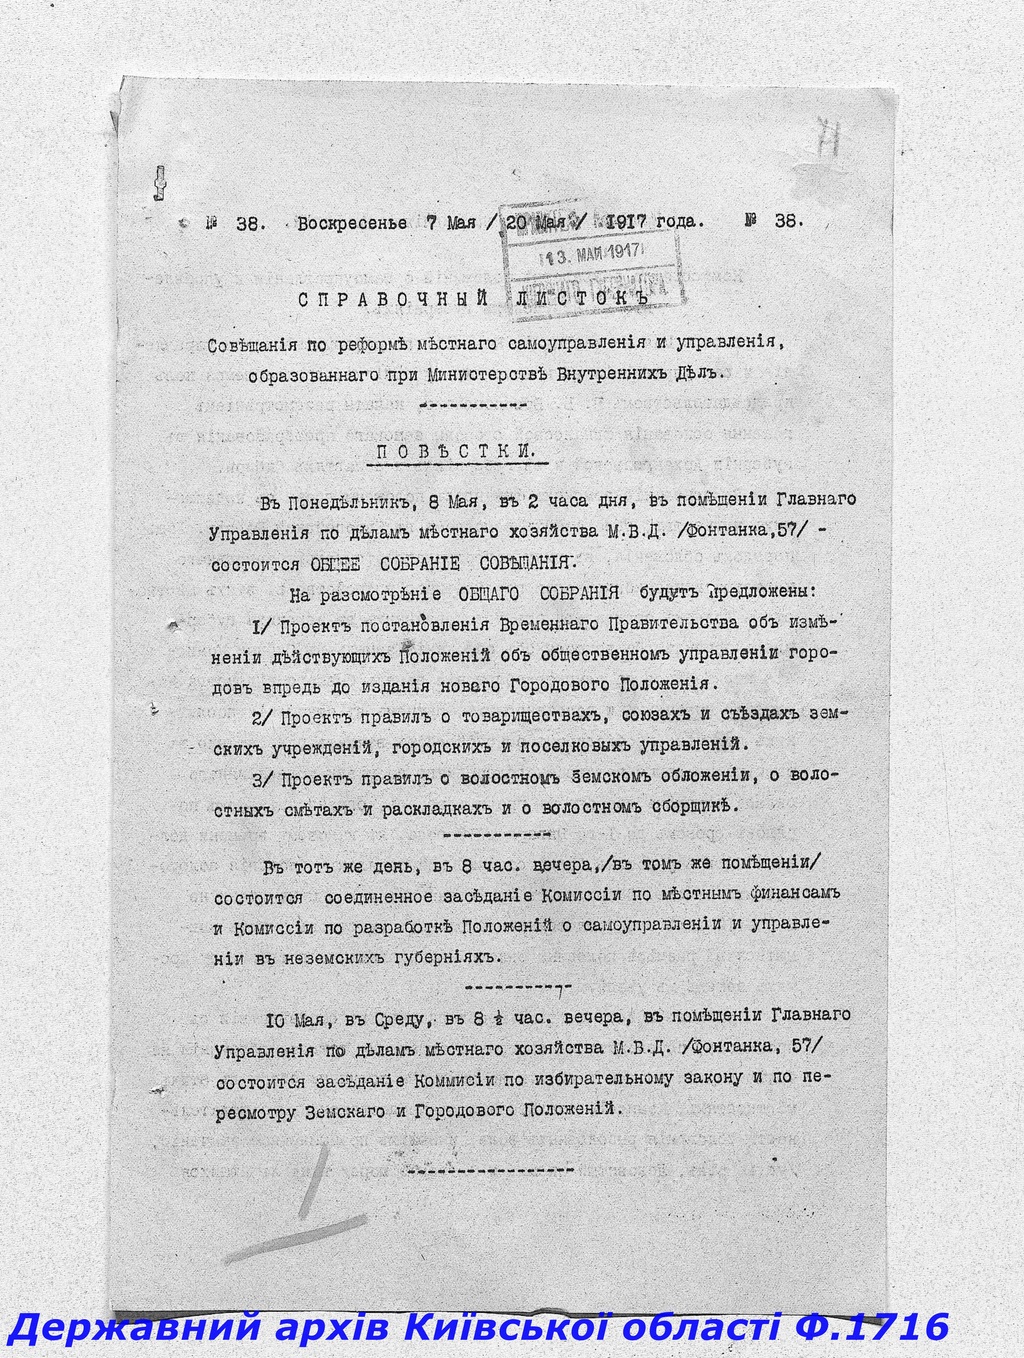 № 38. Воскресенье 7 Мая /20 Мая/ 1917 года. № 38.
13. МАЙ 1917
СПРАВОЧНЫЙ ЛИСТОКЪ
Совѣщанія по реформѣ мѣстнаго самоуправленія и управленія,
образованнаго при Министерствѣ Внутреннихъ Дѣлъ.
ПОВѢСТКИ.
Въ Понедѣльникъ, 8 Мая, въ 2 часа дня, въ помѣщеніи Главнаго
Управленія по дѣламъ мѣстнаго хозяйства М.В.Д. /Фонтанка,57/ -
состоится ОБЩЕЕ СОБРАНІЕ СОВѢЩАНІЯ.
На разсмотрѣніе ОБЩАГО СОБРАНІЯ будутъ предложены:
1/ Проектъ постановленія Временнаго Правительства объ измѣ-
неніи дѣйствующихъ Положеній объ общественномъ управленіи горо-
довъ впредь до изданія новаго Городового Положенія.
2/ Проектъ правилъ о товариществахъ, союзахъ и съѣздахъ зем-
скихъ учрежденій, городскихъ и поселковыхъ управленій.
3/ Проектъ правилъ о волостномъ земскомъ обложеніи, о воло-
стныхъ смѣтахъ и раскладкахъ и о волостномъ сборщикѣ.
Въ тотъ же день, въ 8 час. вечера,/въ томъ же помѣщеніи/
состоится соединенное засѣданіе Комиссіи по мѣстнымъ финансамъ
и Комиссіи по разработкѣ Положеній о самоуправленіи и управле-
ніи въ неземскихъ губерніяхъ.
10 Мая, въ Среду, въ 8 ½ час. вечера, въ помѣщеніи Главнаго
Управленія по дѣламъ мѣстнаго хозяйства М.В.Д. /Фонтанка, 57/
состоится засѣданіе Коммисіи по избирательному закону и по пе-
ресмотру Земскаго и Городового Положеній.
Державний архів Київської області Ф.1716